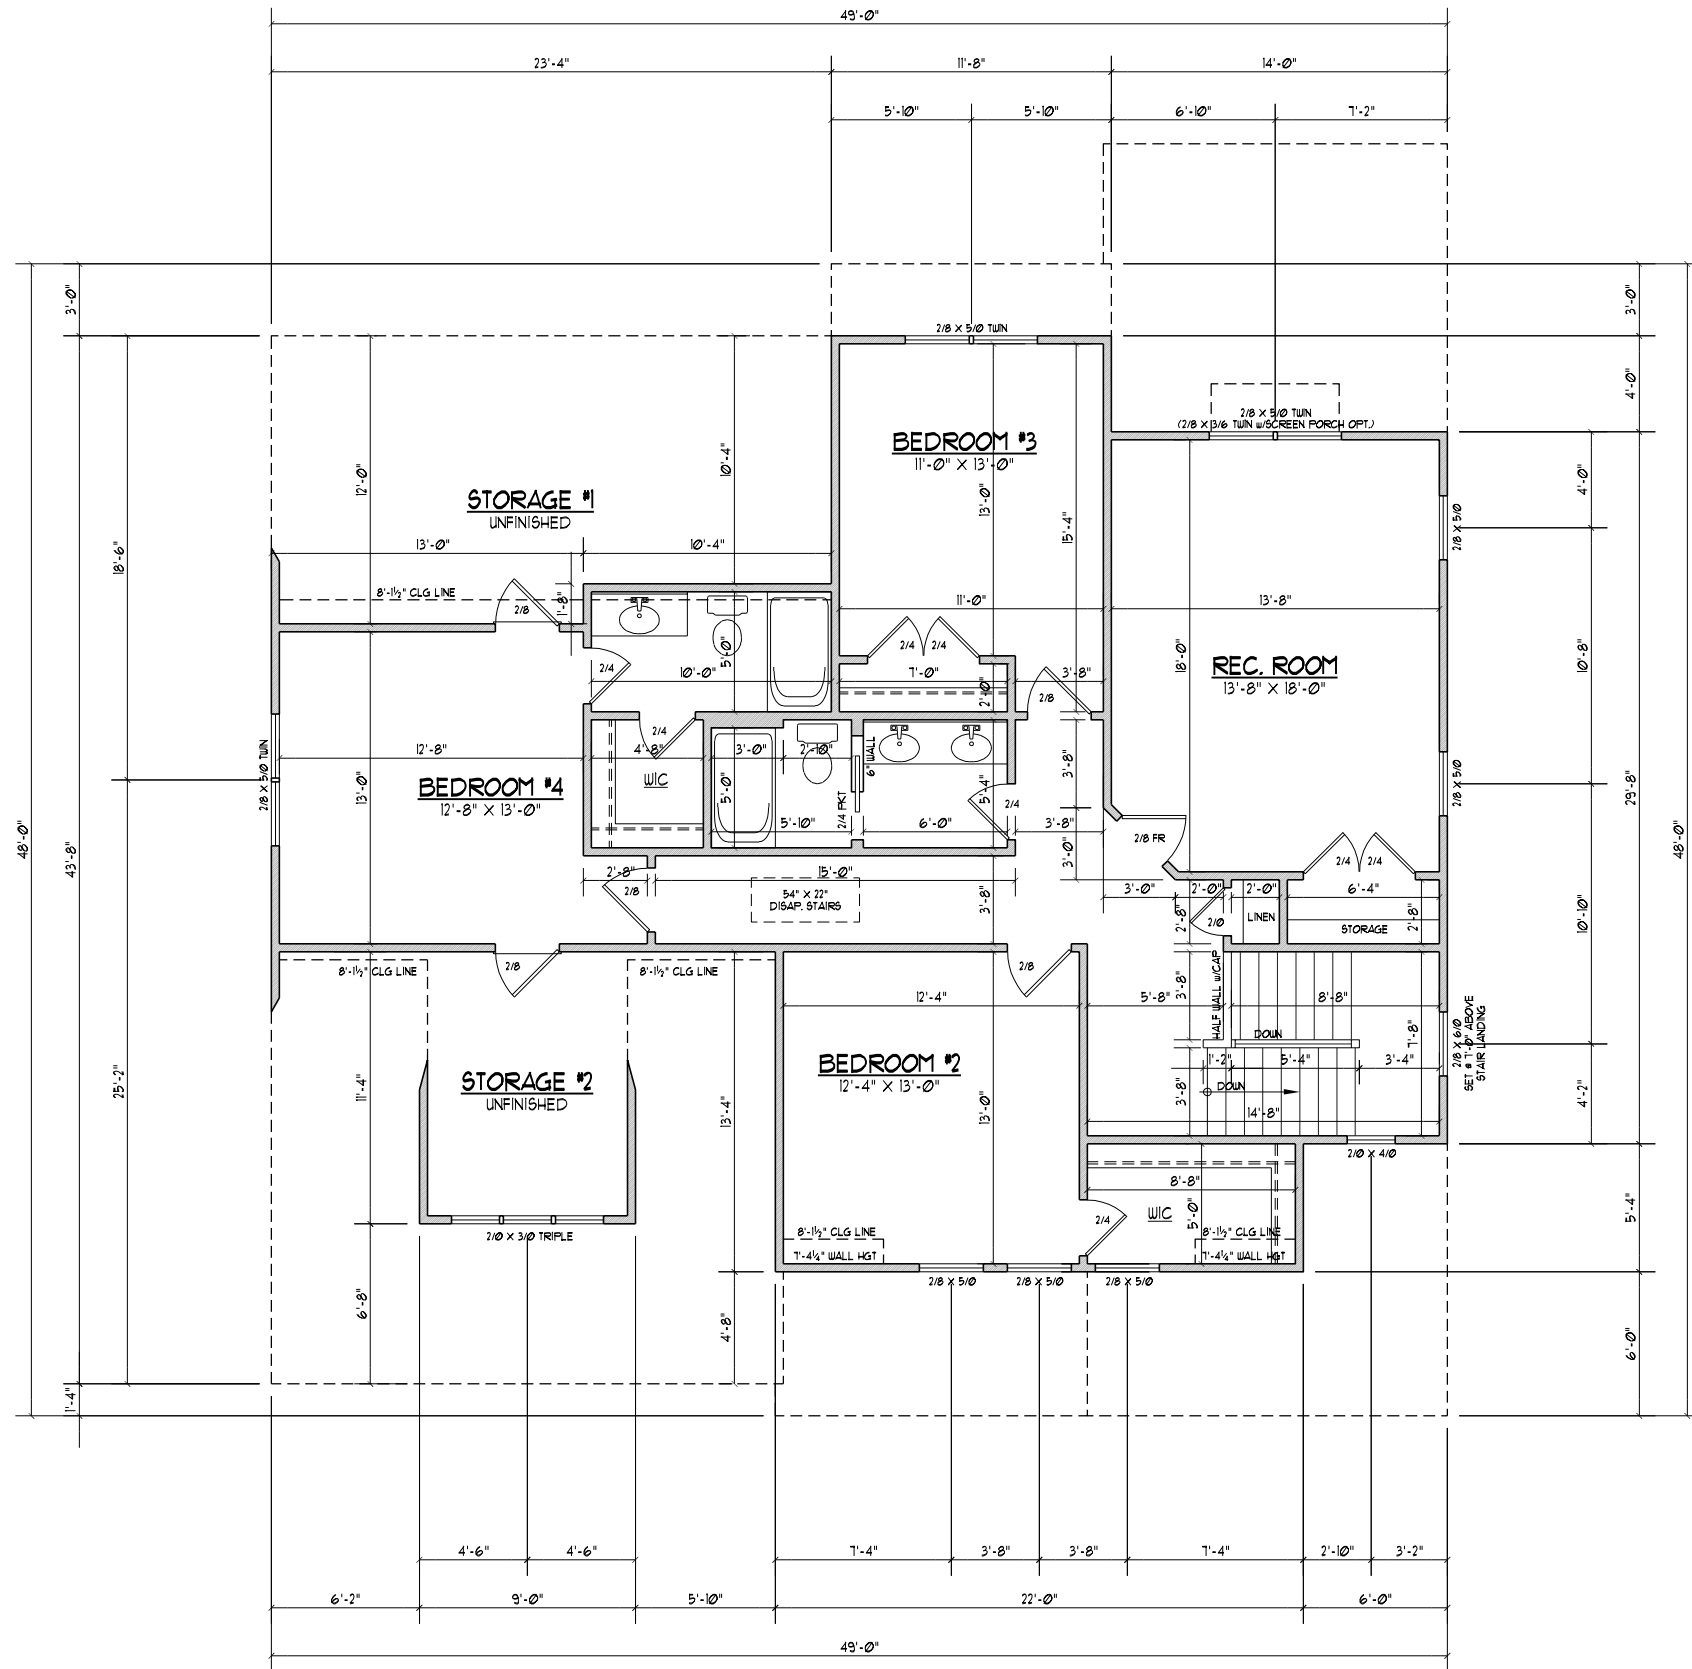 49'-0"
23'-4"
11'-8"
14'-0"
5'-10"
5'-10"
6'-10"
7'-2"
3'-0"
3'-0"
2/8 X 5/0 TWIN
4'-0"
2/8 X 5/0 TWIN
(2/8 X 3/6 TWIN w/SCREEN PORCH OPT.)
BEDROOM #3
11'-0" X 13'-0"
10'-4"
12'-0"
13'-0"
4'-0"
STORAGE #1
UNFINISHED
15'-4"
2/8 X 5/0
13'-0"
10'-4"
18'-6"
8'-1½" CLG LINE
2/8
1'-8"
11'-0"
13'-8"
2/4
2/4
2/4
5'-0"
10'-0"
7'-0"
2'-0"
3'-8"
2/8
18'-0"
REC. ROOM
13'-8" X 18'-0"
10'-8"
2/4
12'-8"
4'-8"
3'-0"
2'-10"
6" WALL
3'-8"
2/8 X 5/0 TWIN
BEDROOM #4
12'-8" X 13'-0"
13'-0"
WIC
5'-0"
5'-4"
2/8 X 5/0
29'-8"
2/4
2/4 PKT
5'-10"
6'-0"
3'-8"
48'-0"
43'-8"
48'-0"
2/8 FR
3'-0"
2/4
2/4
2'-8"
15'-0"
2/8
54" X 22"
DISAP. STAIRS
3'-8"
3'-0"
2'-0"
2'-0"
6'-4"
2'-8"
2/0
LINEN
STORAGE
2'-8"
10'-10"
8'-1½" CLG LINE
2/8
8'-1½" CLG LINE
2/8
12'-4"
5'-8"
3'-8"
HALF WALL w/CAP
8'-8"
7'-8"
DOWN
2/8 X 6/0
SET @ 7'-0" ABOVE
STAIR LANDING
BEDROOM #2
12'-4" X 13'-0"
1'-2"
5'-4"
3'-4"
STORAGE #2
UNFINISHED
25'-2"
11'-4"
13'-4"
13'-0"
3'-8"
DOWN
14'-8"
4'-2"
2/0 X 4/0
8'-8"
5'-0"
WIC
2/4
5'-4"
8'-1½" CLG LINE
7'-4¼" WALL HGT
8'-1½" CLG LINE
7'-4¼" WALL HGT
2/0 X 3/0 TRIPLE
2/8 X 5/0
2/8 X 5/0
2/8 X 5/0
6'-8"
4'-8"
6'-0"
1'-4"
4'-6"
4'-6"
7'-4"
3'-8"
3'-8"
7'-4"
2'-10"
3'-2"
6'-2"
9'-0"
5'-10"
22'-0"
6'-0"
49'-0"